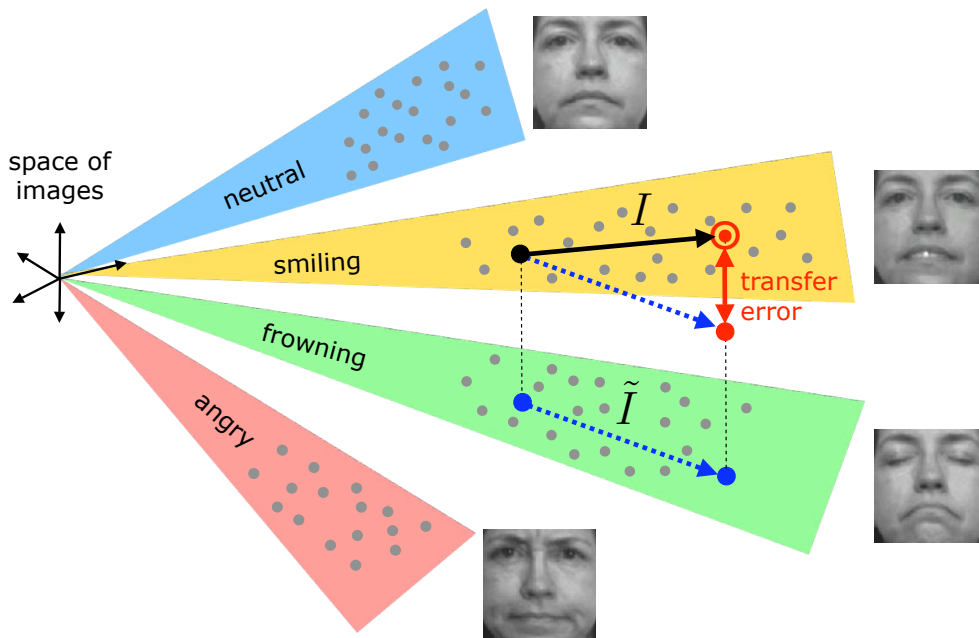 space of
images
neutral
smiling
I
transfer
error
frowning
Ĩ
angry